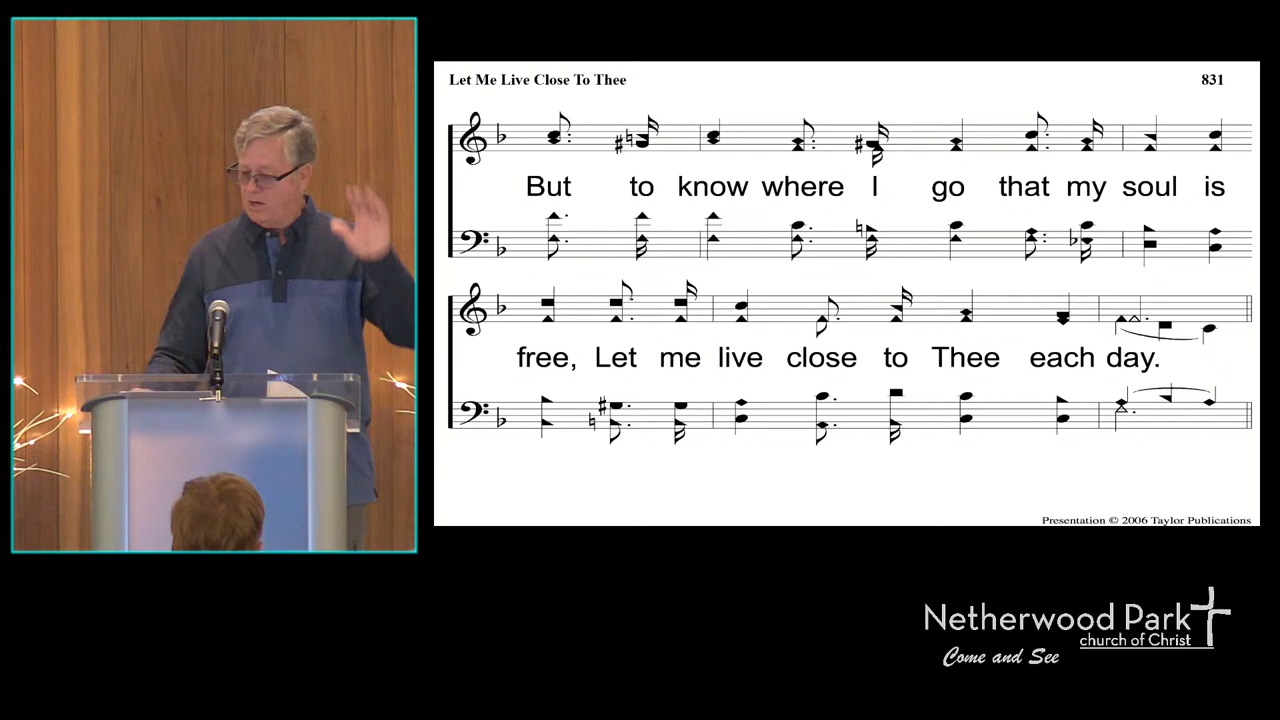 Let Me Live Close To Thee 831
But to know where I go that my soul is
free, Let me live close to Thee each day.
Presentation © 2006 Taylor Publications
Netherwood Park
church of Christ
Come and See